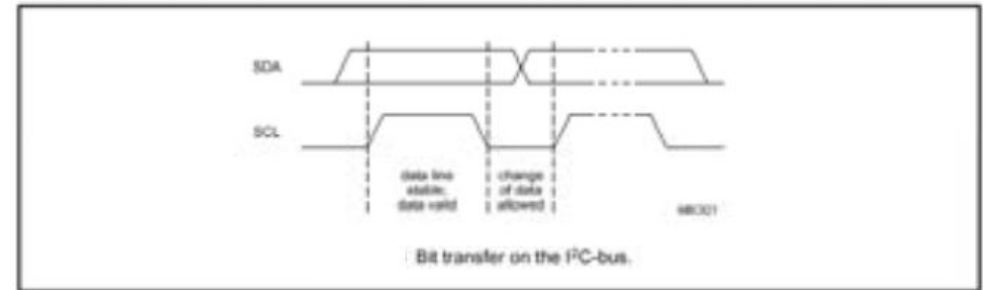 SDA
SCL
data line
stable;
data valid
change
of data
allowed
Bit transfer on the I²C-bus.